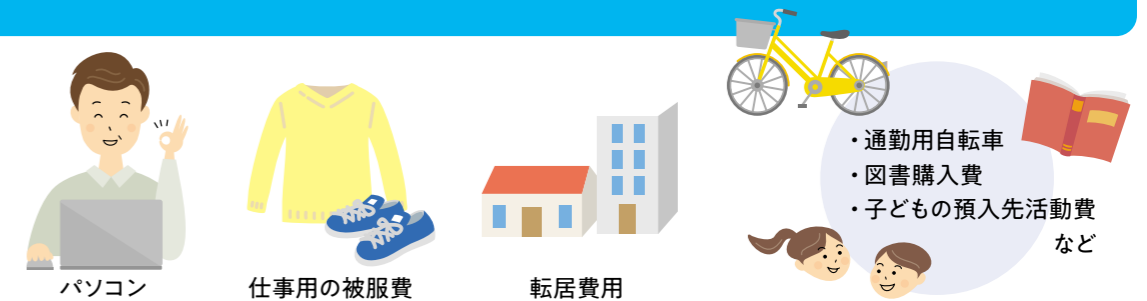 パソコン
仕事用の被服費
転居費用
・通勤用自転車
・図書購入費
・子どもの預入先活動費
など